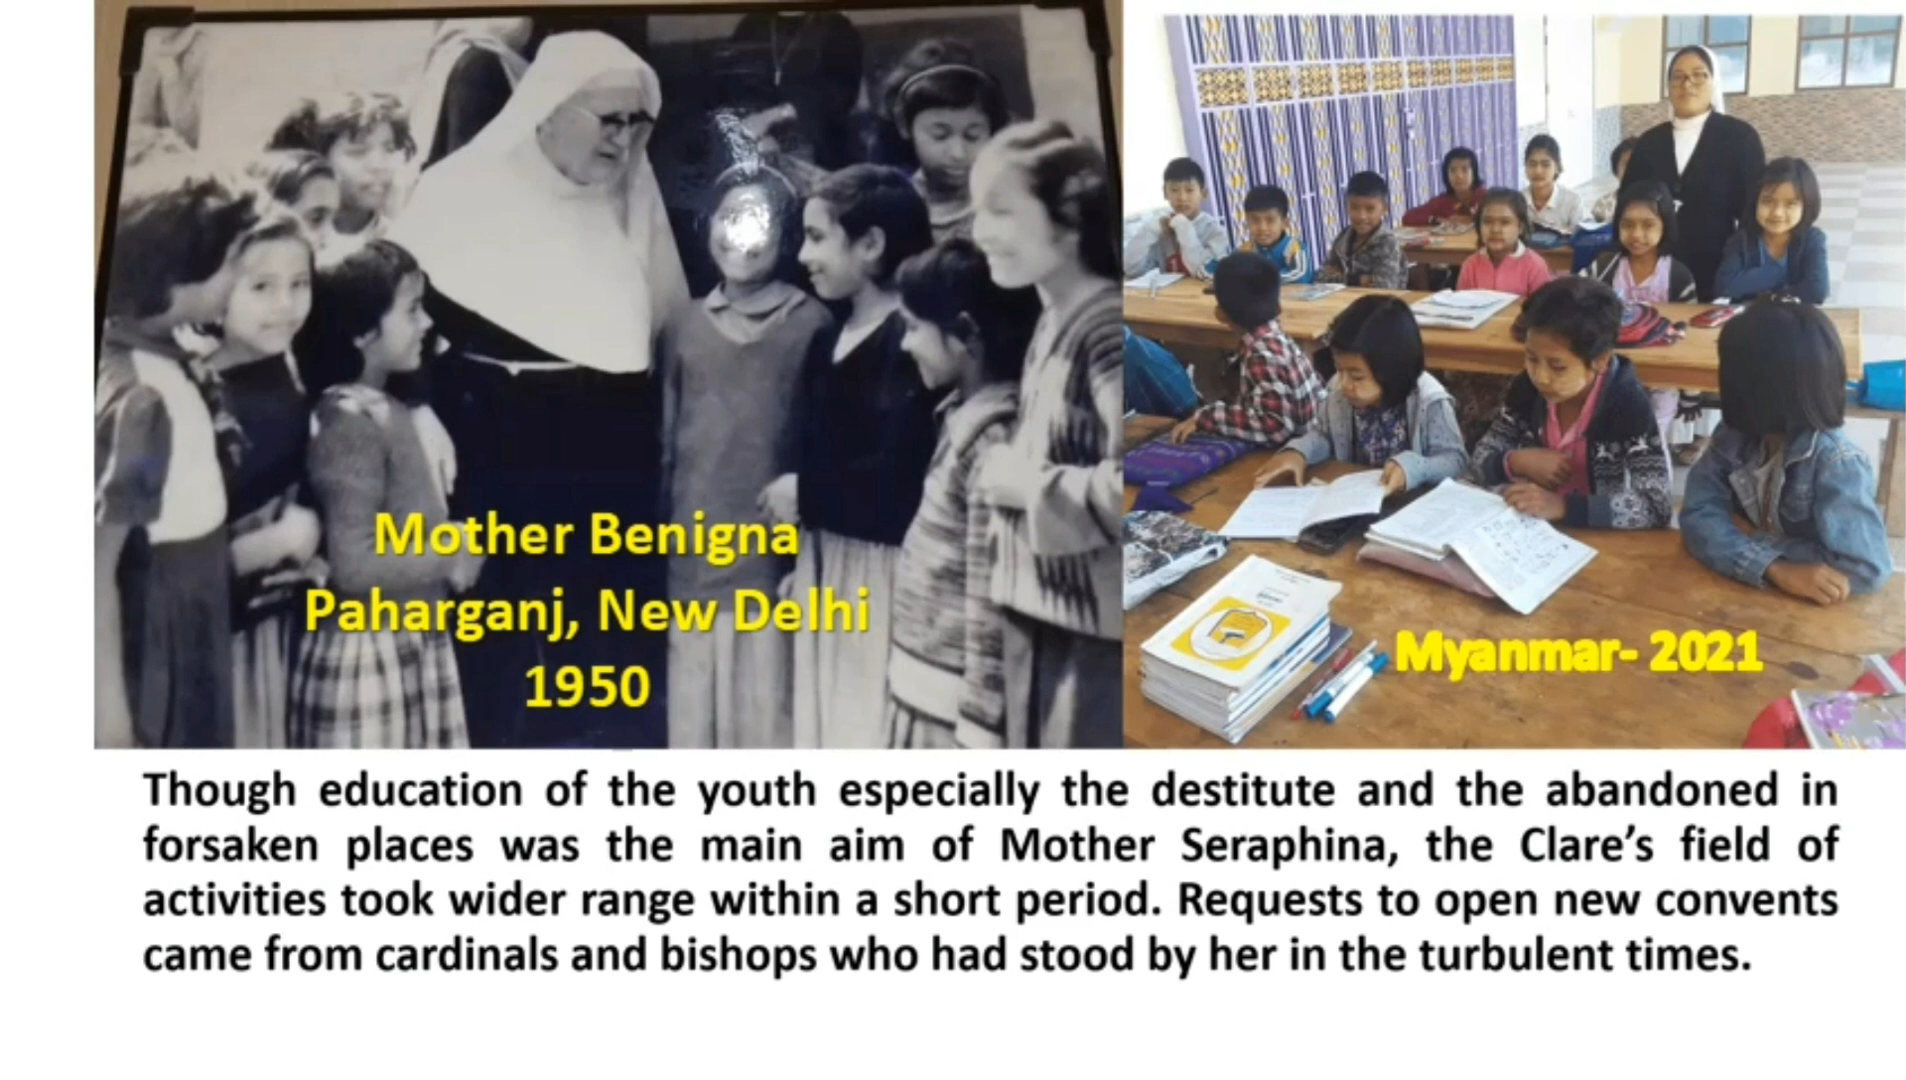 Mother Benigna
Paharganj, New Delhi
1950
Myanmar- 2021
Though education of the youth especially the destitute and the abandoned in
forsaken places was the main aim of Mother Seraphina, the Clare’s field of
activities took wider range within a short period. Requests to open new convents
came from cardinals and bishops who had stood by her in the turbulent times.